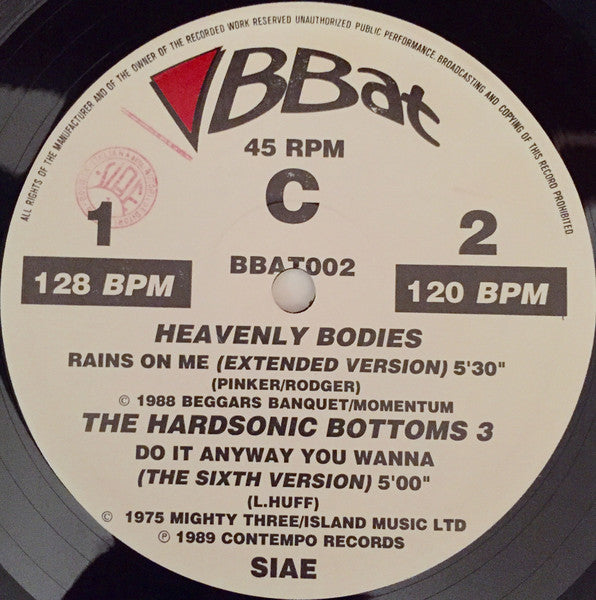 ALL RIGHTS OF THE MANUFACTURER AND OF THE OWNER OF THE RECORDED WORK RESERVED UNAUTHORIZED PUBLIC PERFORMANCE, BROADCASTING AND COPYING OF THIS RECORD PROHIBITED
BBat
45 RPM
C
1
2
BBAT002
128 BPM
120 BPM
HEAVENLY BODIES
RAINS ON ME (EXTENDED VERSION) 5'30"
(PINKER/RODGER)
© 1988 BEGGARS BANQUET/MOMENTUM
THE HARDSONIC BOTTOMS 3
DO IT ANYWAY YOU WANNA
(THE SIXTH VERSION) 5'00"
(L.HUFF)
© 1975 MIGHTY THREE/ISLAND MUSIC LTD
℗ 1989 CONTEMPO RECORDS
SIAE